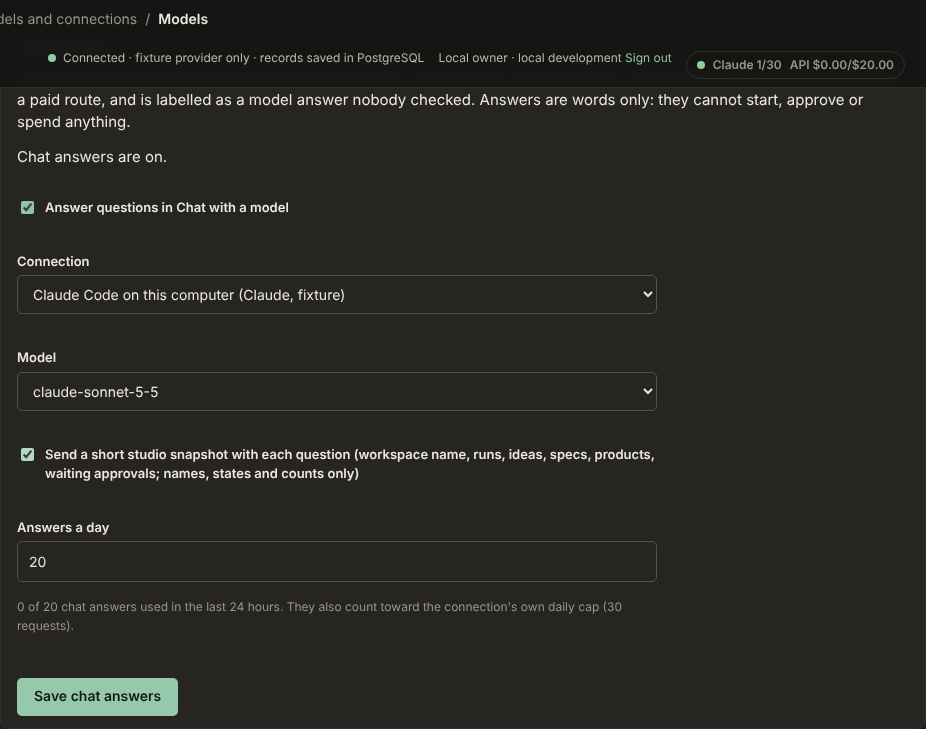 dels and connections / Models
Connected · fixture provider only · records saved in PostgreSQL Local owner · local development Sign out
Claude 1/30 API $0.00/$20.00
a paid route, and is labelled as a model answer nobody checked. Answers are words only: they cannot start, approve or
spend anything.
Chat answers are on.
Answer questions in Chat with a model
Connection
Claude Code on this computer (Claude, fixture)
Model
claude-sonnet-5-5
Send a short studio snapshot with each question (workspace name, runs, ideas, specs, products,
waiting approvals; names, states and counts only)
Answers a day
20
0 of 20 chat answers used in the last 24 hours. They also count toward the connection's own daily cap (30
requests).
Save chat answers